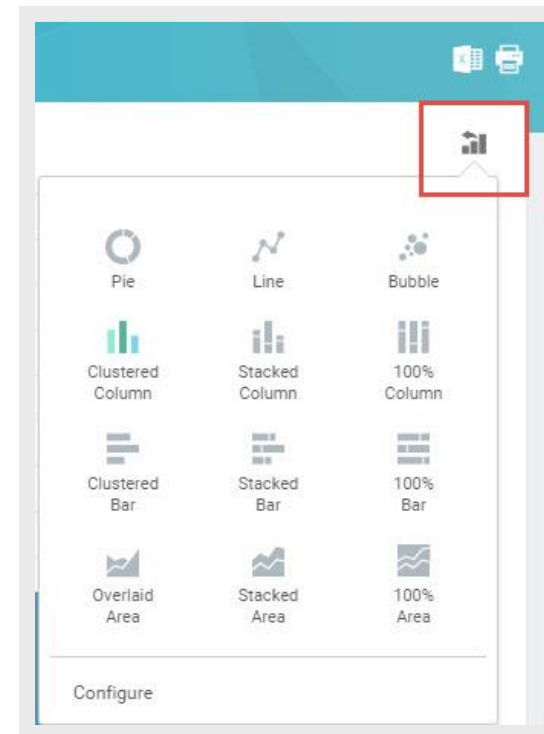 Pie Line Bubble
Clustered Stacked 100%
Column Column Column
Clustered Stacked 100%
Bar Bar Bar
Overlaid Stacked 100%
Area Area Area
Configure